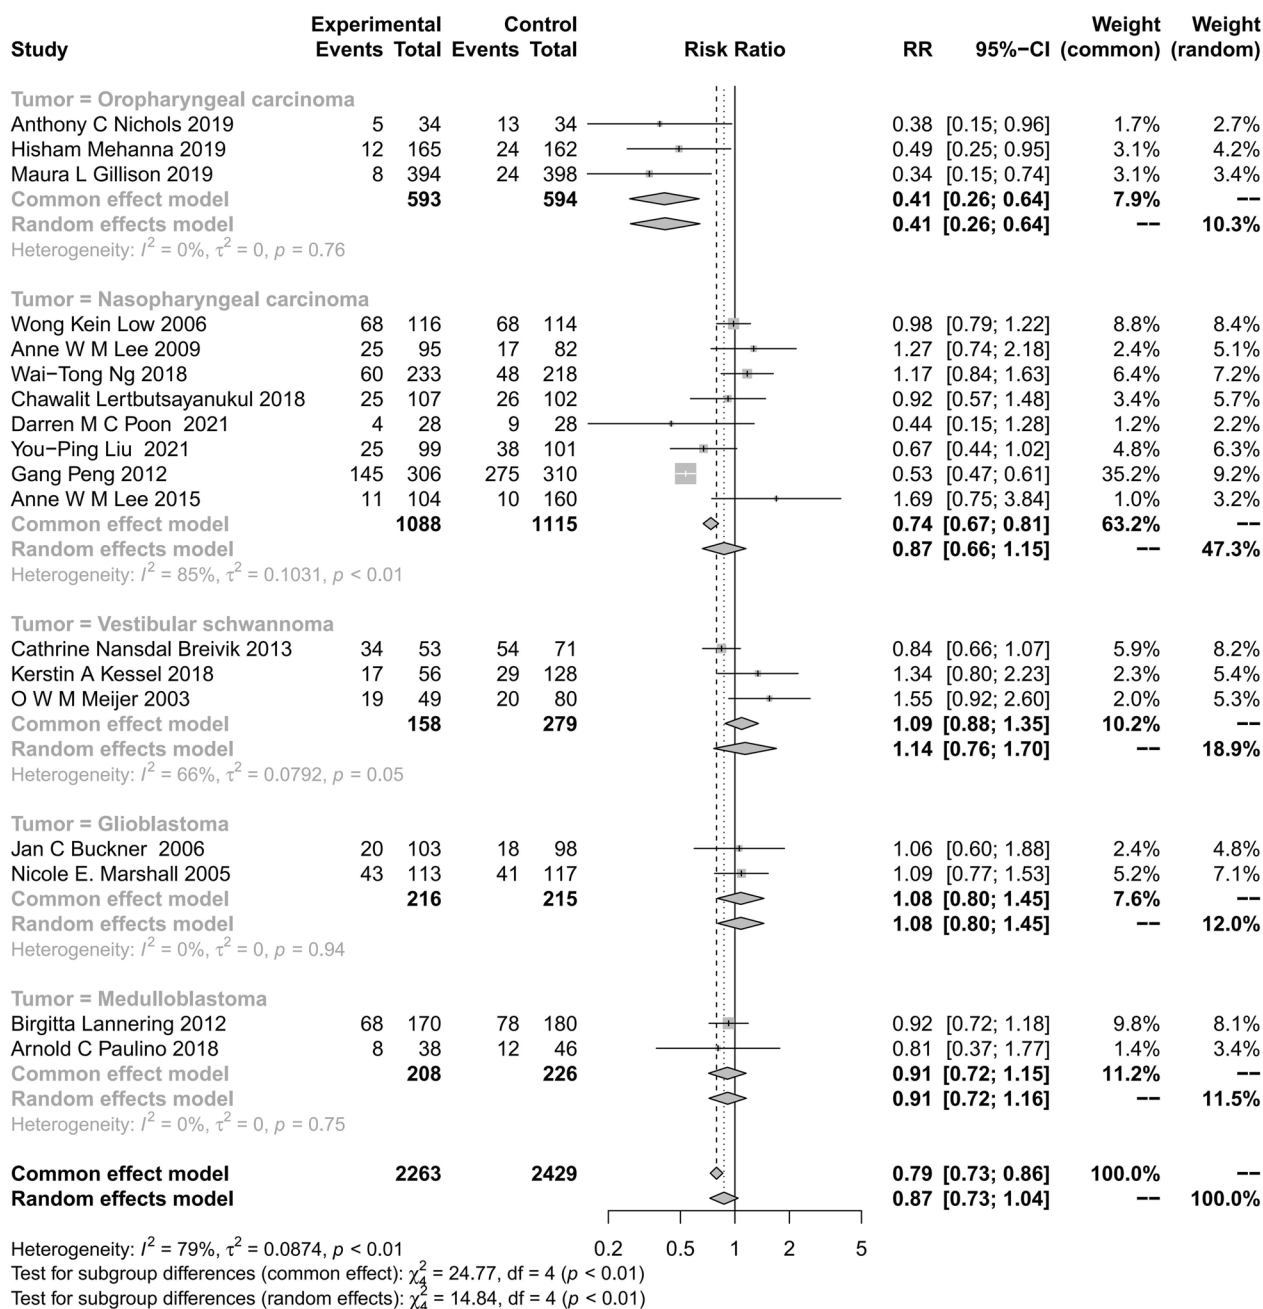 Experimental Control Weight Weight
Study Events Total Events Total Risk Ratio RR 95%−CI (common) (random)
Tumor = Oropharyngeal carcinoma
Anthony C Nichols 2019 5 34 13 34 0.38 [0.15; 0.96] 1.7% 2.7%
Hisham Mehanna 2019 12 165 24 162 0.49 [0.25; 0.95] 3.1% 4.2%
Maura L Gillison 2019 8 394 24 398 0.34 [0.15; 0.74] 3.1% 3.4%
Common effect model 593 594 0.41 [0.26; 0.64] 7.9% −−
Random effects model 0.41 [0.26; 0.64] −− 10.3%
Heterogeneity: I² = 0%, τ² = 0, p = 0.76
Tumor = Nasopharyngeal carcinoma
Wong Kein Low 2006 68 116 68 114 0.98 [0.79; 1.22] 8.8% 8.4%
Anne W M Lee 2009 25 95 17 82 1.27 [0.74; 2.18] 2.4% 5.1%
Wai−Tong Ng 2018 60 233 48 218 1.17 [0.84; 1.63] 6.4% 7.2%
Chawalit Lertbutsayanukul 2018 25 107 26 102 0.92 [0.57; 1.48] 3.4% 5.7%
Darren M C Poon 2021 4 28 9 28 0.44 [0.15; 1.28] 1.2% 2.2%
You−Ping Liu 2021 25 99 38 101 0.67 [0.44; 1.02] 4.8% 6.3%
Gang Peng 2012 145 306 275 310 0.53 [0.47; 0.61] 35.2% 9.2%
Anne W M Lee 2015 11 104 10 160 1.69 [0.75; 3.84] 1.0% 3.2%
Common effect model 1088 1115 0.74 [0.67; 0.81] 63.2% −−
Random effects model 0.87 [0.66; 1.15] −− 47.3%
Heterogeneity: I² = 85%, τ² = 0.1031, p < 0.01
Tumor = Vestibular schwannoma
Cathrine Nansdal Breivik 2013 34 53 54 71 0.84 [0.66; 1.07] 5.9% 8.2%
Kerstin A Kessel 2018 17 56 29 128 1.34 [0.80; 2.23] 2.3% 5.4%
O W M Meijer 2003 19 49 20 80 1.55 [0.92; 2.60] 2.0% 5.3%
Common effect model 158 279 1.09 [0.88; 1.35] 10.2% −−
Random effects model 1.14 [0.76; 1.70] −− 18.9%
Heterogeneity: I² = 66%, τ² = 0.0792, p = 0.05
Tumor = Glioblastoma
Jan C Buckner 2006 20 103 18 98 1.06 [0.60; 1.88] 2.4% 4.8%
Nicole E. Marshall 2005 43 113 41 117 1.09 [0.77; 1.53] 5.2% 7.1%
Common effect model 216 215 1.08 [0.80; 1.45] 7.6% −−
Random effects model 1.08 [0.80; 1.45] −− 12.0%
Heterogeneity: I² = 0%, τ² = 0, p = 0.94
Tumor = Medulloblastoma
Birgitta Lannering 2012 68 170 78 180 0.92 [0.72; 1.18] 9.8% 8.1%
Arnold C Paulino 2018 8 38 12 46 0.81 [0.37; 1.77] 1.4% 3.4%
Common effect model 208 226 0.91 [0.72; 1.15] 11.2% −−
Random effects model 0.91 [0.72; 1.16] −− 11.5%
Heterogeneity: I² = 0%, τ² = 0, p = 0.75
Common effect model 2263 2429 0.79 [0.73; 0.86] 100.0% −−
Random effects model 0.87 [0.73; 1.04] −− 100.0%
0.2 0.5 1 2 5
Heterogeneity: I² = 79%, τ² = 0.0874, p < 0.01
Test for subgroup differences (common effect): χ²₄ = 24.77, df = 4 (p < 0.01)
Test for subgroup differences (random effects): χ²₄ = 14.84, df = 4 (p < 0.01)